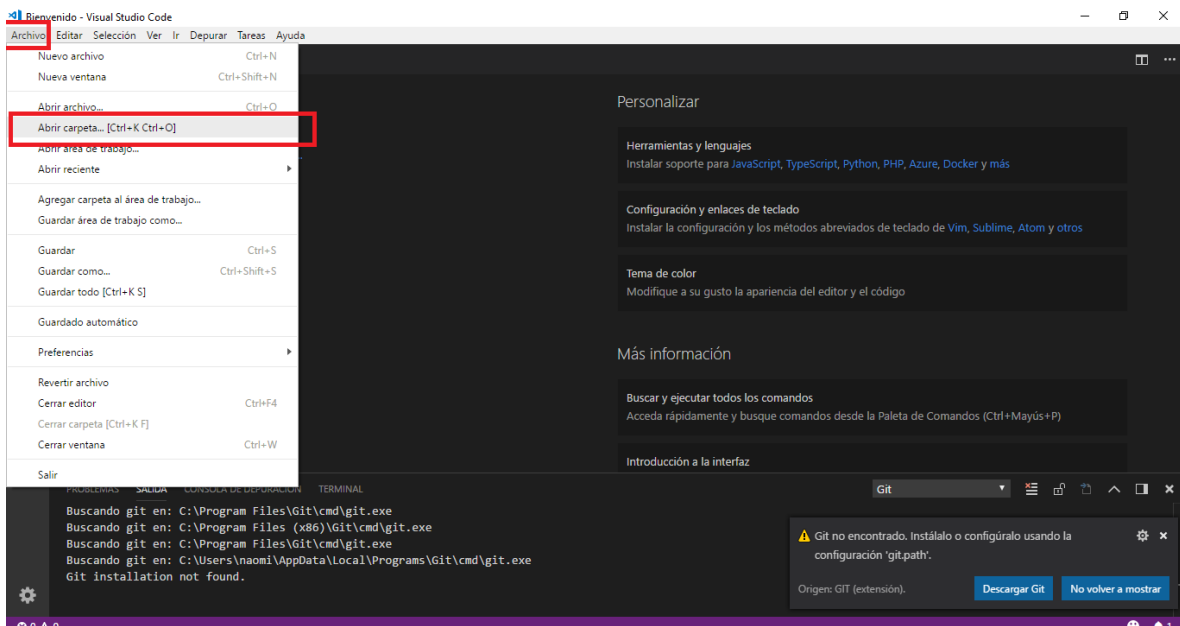 Bienvenido - Visual Studio Code
Archivo Editar Selección Ver Ir Depurar Tareas Ayuda
Nuevo archivo Ctrl+N
Nueva ventana Ctrl+Shift+N
Abrir archivo... Ctrl+O
Abrir carpeta... [Ctrl+K Ctrl+O]
Abrir área de trabajo...
Abrir reciente
Agregar carpeta al área de trabajo...
Guardar área de trabajo como...
Guardar Ctrl+S
Guardar como... Ctrl+Shift+S
Guardar todo [Ctrl+K S]
Guardado automático
Preferencias
Revertir archivo
Cerrar editor Ctrl+F4
Cerrar carpeta [Ctrl+K F]
Cerrar ventana Ctrl+W
Salir
Personalizar
Herramientas y lenguajes
Instalar soporte para JavaScript, TypeScript, Python, PHP, Azure, Docker y más
Configuración y enlaces de teclado
Instalar la configuración y los métodos abreviados de teclado de Vim, Sublime, Atom y otros
Tema de color
Modifique a su gusto la apariencia del editor y el código
Más información
Buscar y ejecutar todos los comandos
Acceda rápidamente y busque comandos desde la Paleta de Comandos (Ctrl+Mayús+P)
Introducción a la interfaz
PROBLEMAS SALIDA CONSOLA DE DEPURACIÓN TERMINAL
Git
Buscando git en: C:\Program Files\Git\cmd\git.exe
Buscando git en: C:\Program Files (x86)\Git\cmd\git.exe
Buscando git en: C:\Program Files\Git\cmd\git.exe
Buscando git en: C:\Users\naomi\AppData\Local\Programs\Git\cmd\git.exe
Git installation not found.
Git no encontrado. Instálalo o configúralo usando la
configuración 'git.path'.
Origen: GIT (extensión).
Descargar Git
No volver a mostrar